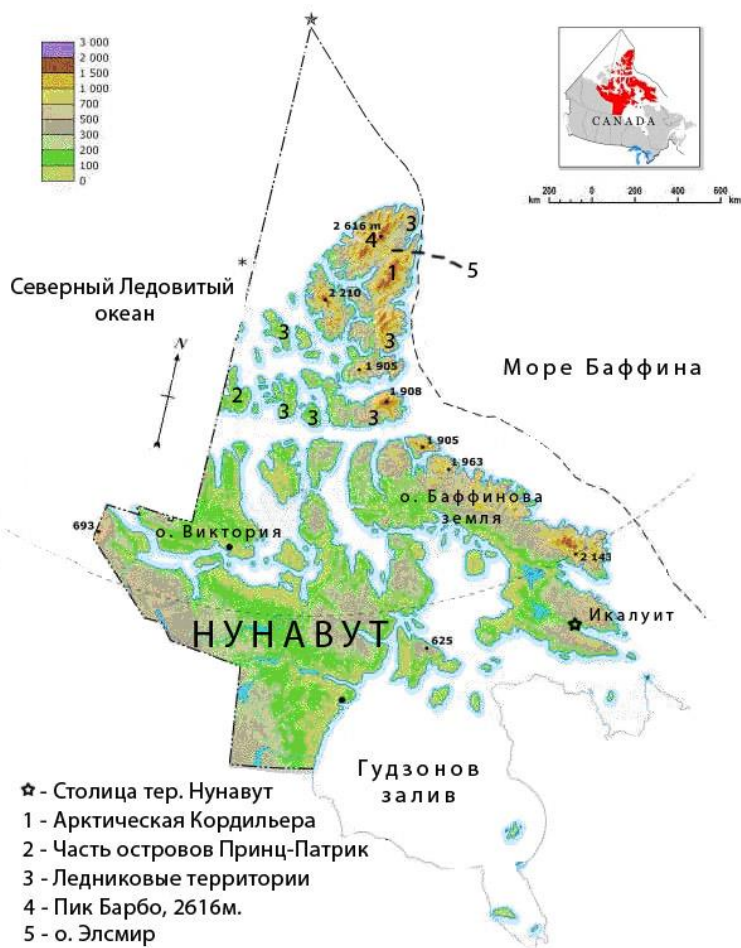 3 000
2 000
1 500
1 000
700
500
300
200
100
0
CANADA
200 0 200 400 600
km km
2 616 m
3
4
1
5
2 210
Северный Ледовитый
океан
3
3
N
Море Баффина
1 905
2
3
3
3
1 908
1 905
1 963
о. Баффинова
земля
693
о. Виктория
2 143
НУНАВУТ
Икалуит
625
Гудзонов
залив
- Столица тер. Нунавут
1 - Арктическая Кордильера
2 - Часть островов Принц-Патрик
3 - Ледниковые территории
4 - Пик Барбо, 2616м.
5 - о. Элсмир